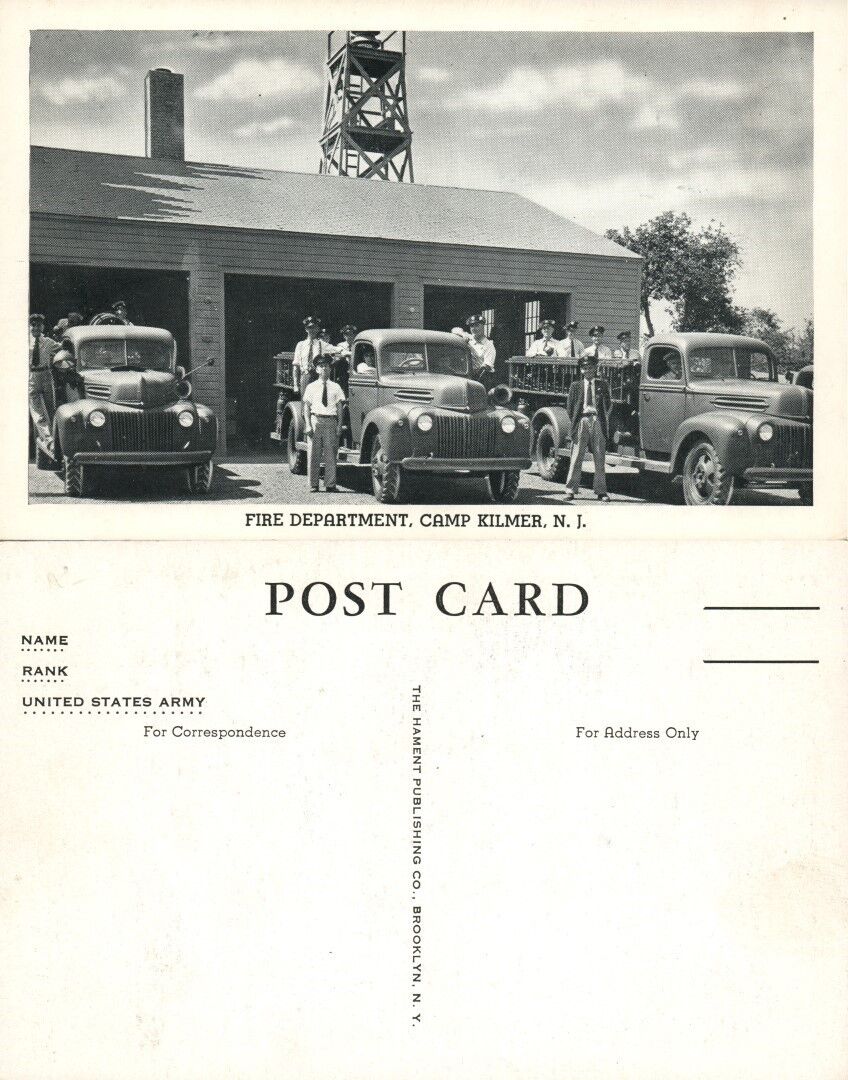 FIRE DEPARTMENT, CAMP KILMER, N. J.
POST CARD
NAME
RANK
UNITED STATES ARMY
For Correspondence
For Address Only
THE HAMENT PUBLISHING CO., BROOKLYN, N. Y.